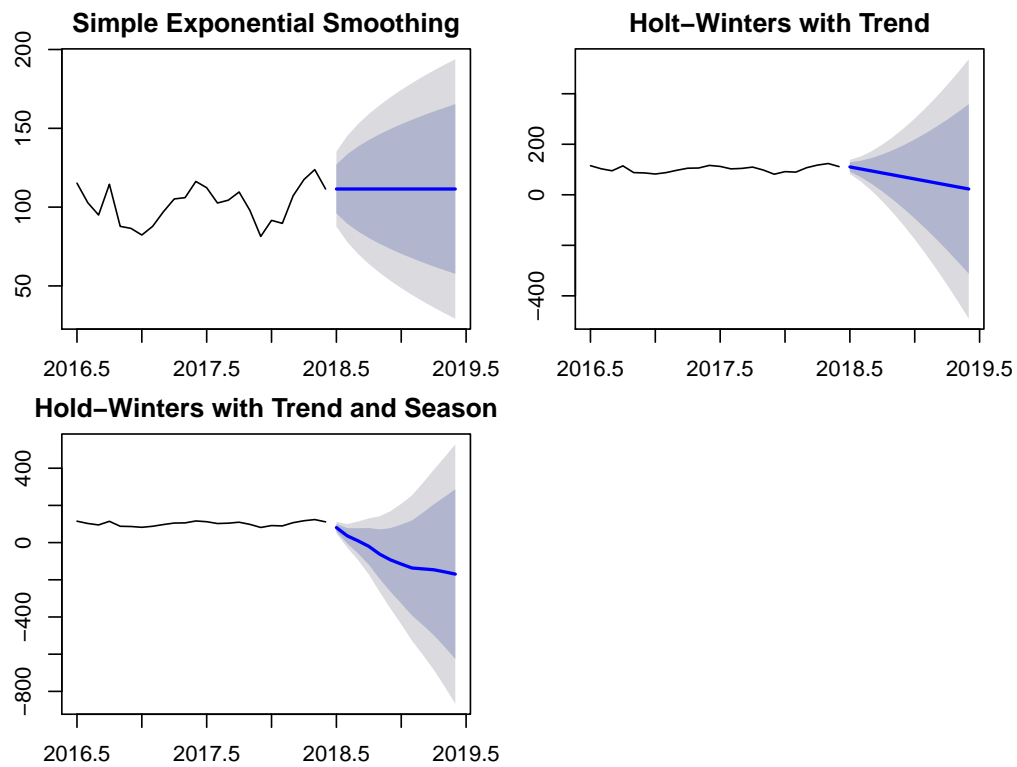 Simple Exponential Smoothing
200
150
100
50
2016.5 2017.5 2018.5 2019.5
Holt−Winters with Trend
200
0
−400
2016.5 2017.5 2018.5 2019.5
Hold−Winters with Trend and Season
400
0
−400
−800
2016.5 2017.5 2018.5 2019.5